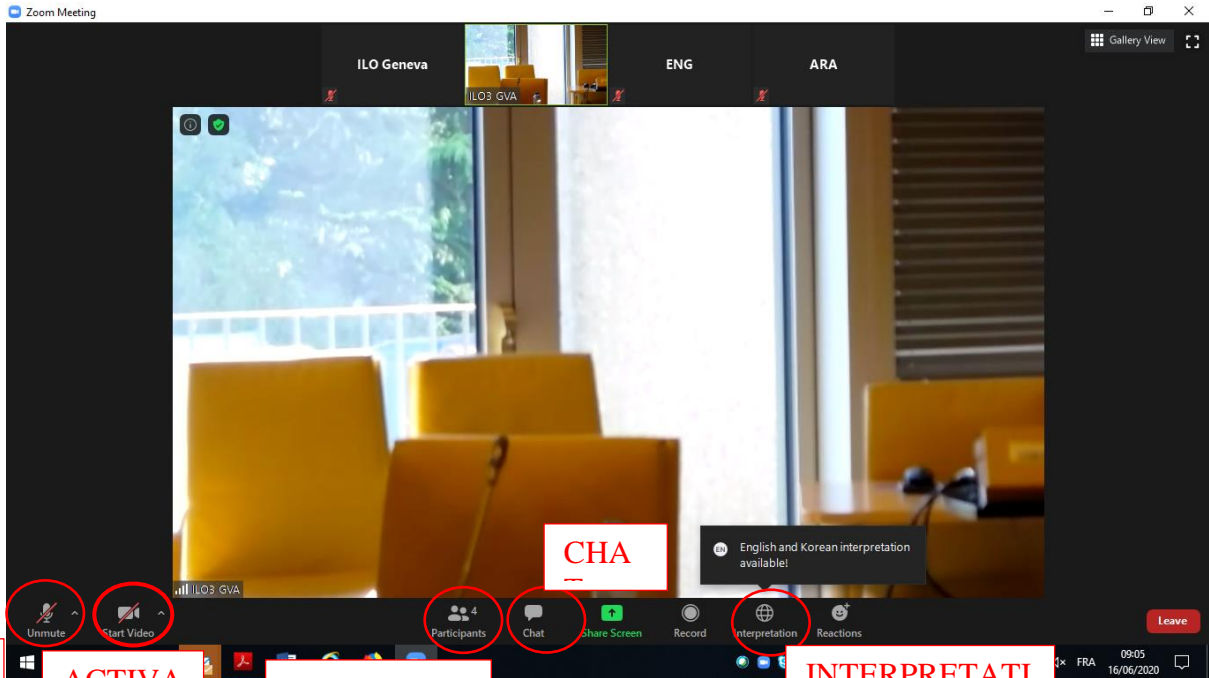 Zoom Meeting
Gallery View
ILO Geneva
ILO3 GVA
ENG
ARA
CHA
EN English and Korean interpretation
available!
ILO3 GVA
4
Unmute
Start Video
Participants
Chat
Share Screen
Record
Interpretation
Reactions
Leave
ACTIVA
INTERPRETATI
FRA
09:05
16/06/2020